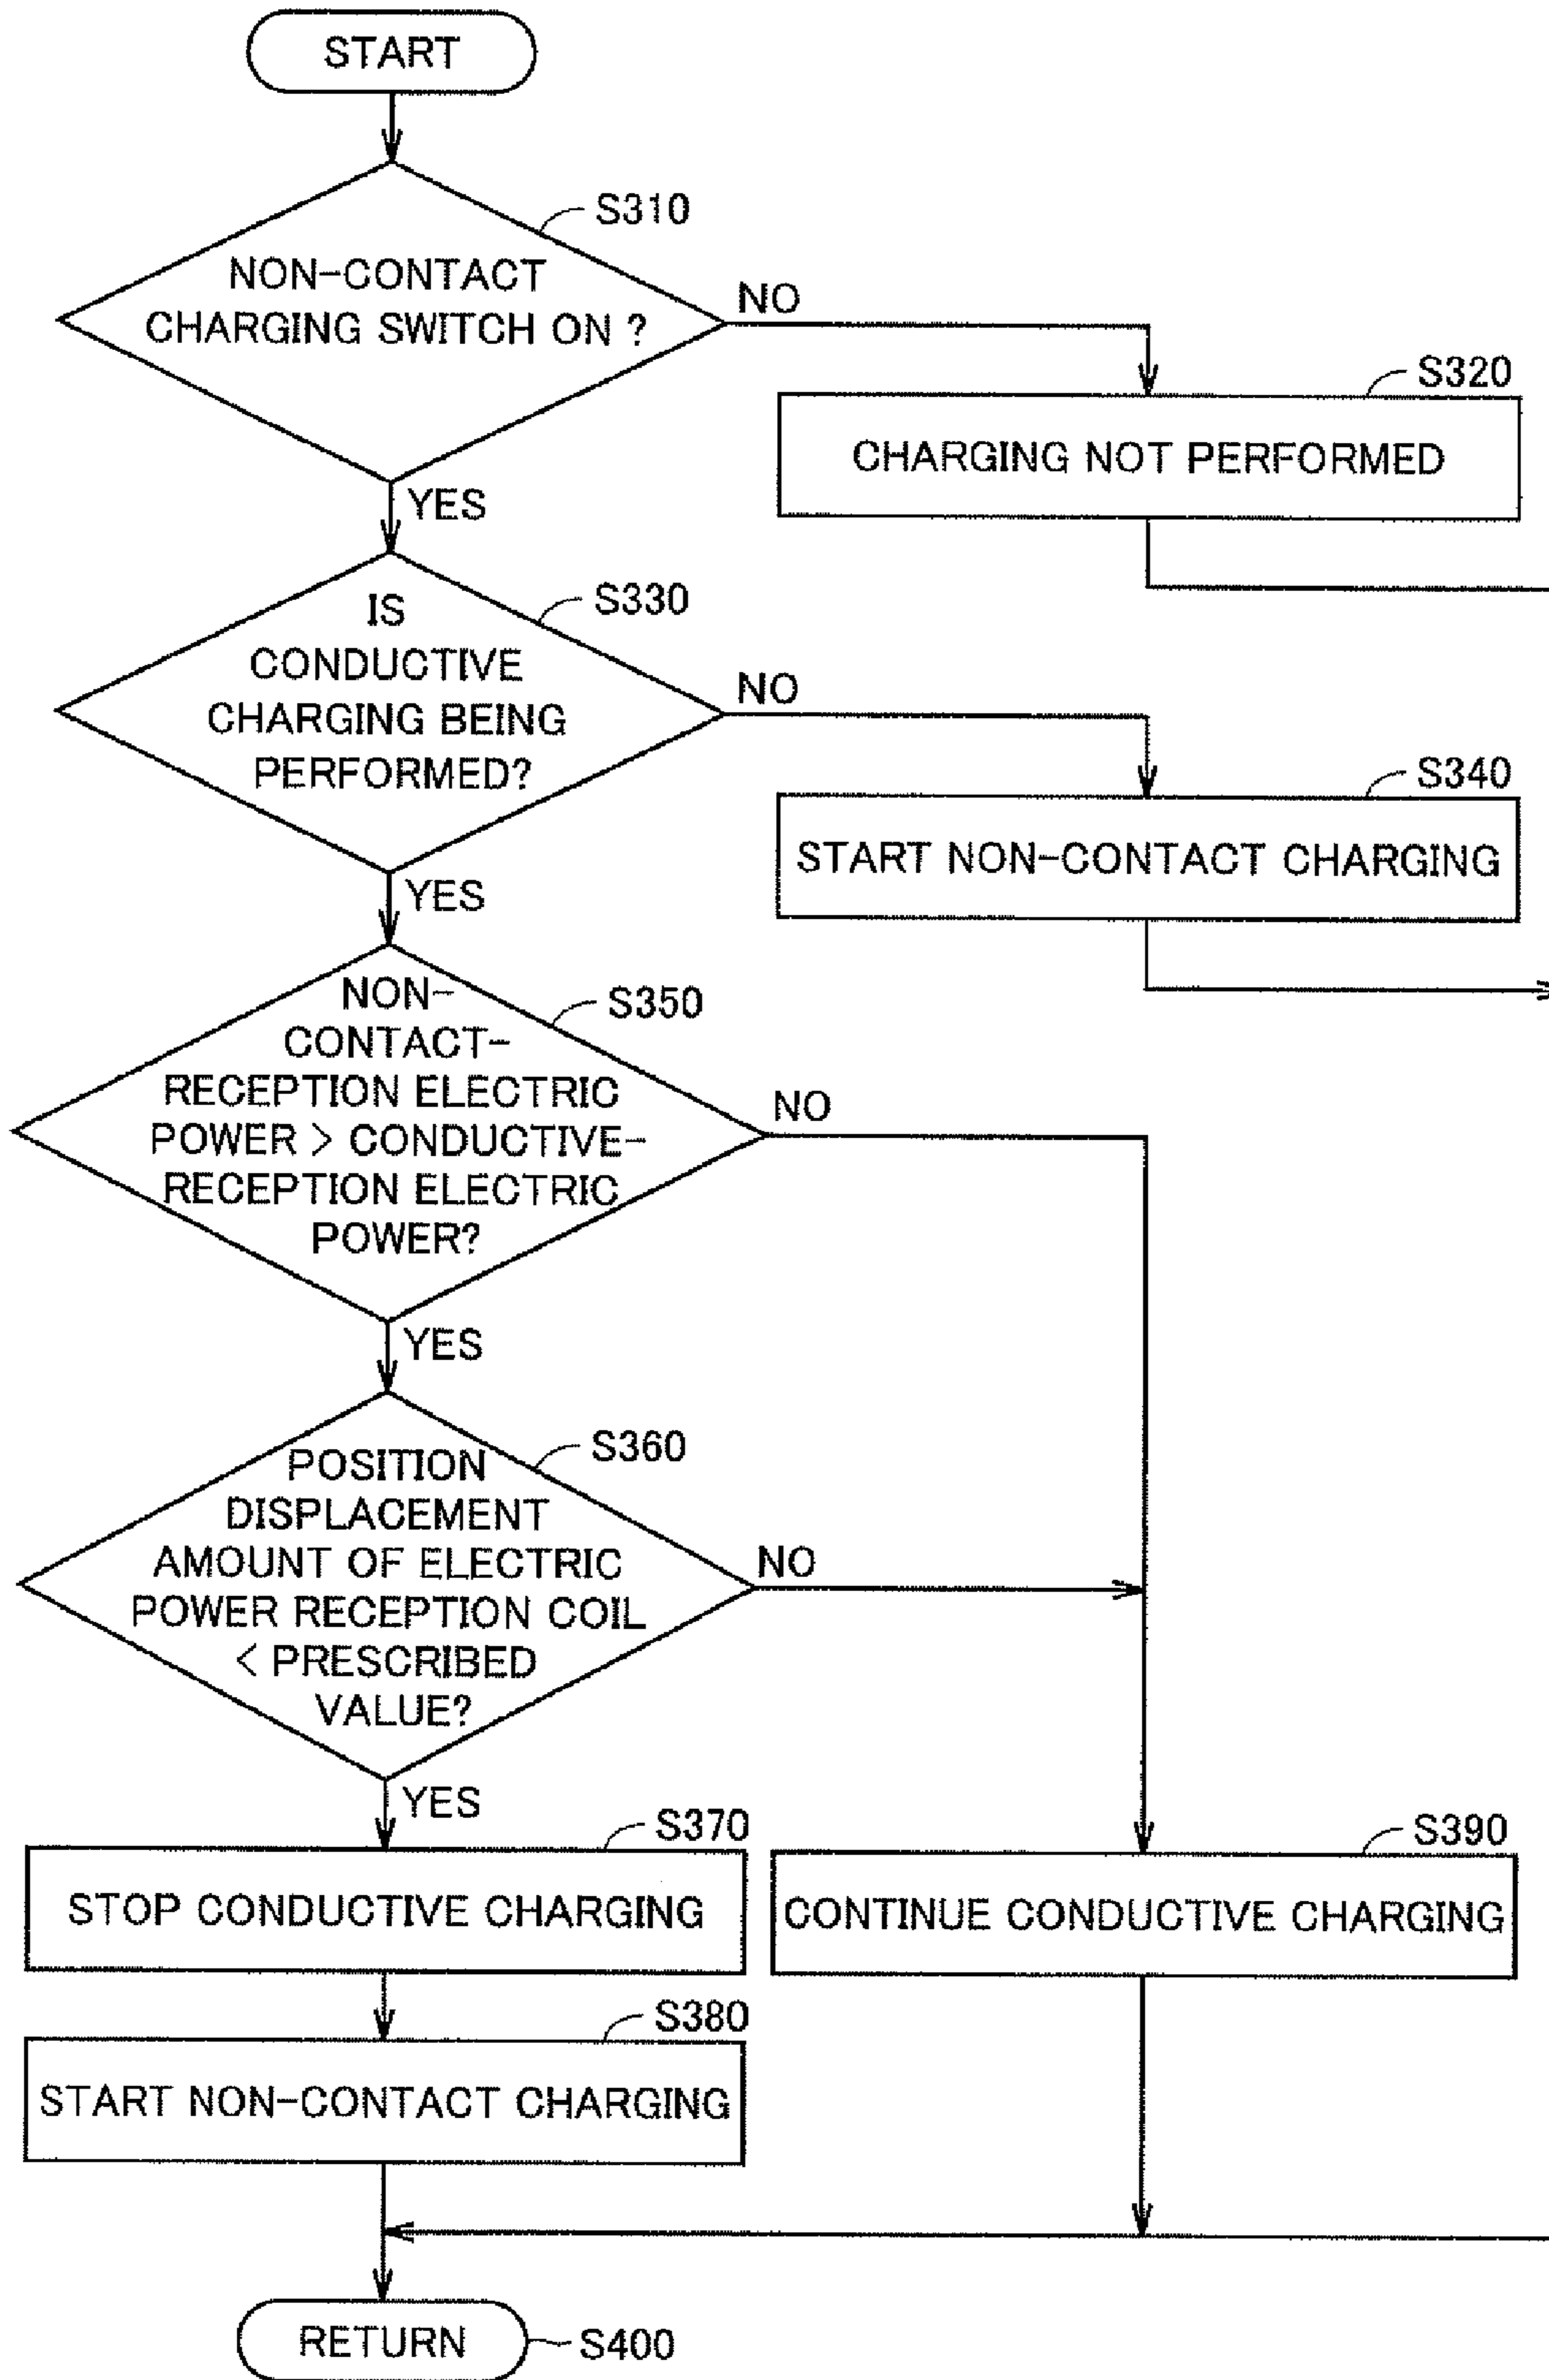 START
S310
NON-CONTACT
CHARGING SWITCH ON ?
NO
S320
CHARGING NOT PERFORMED
YES
S330
IS
CONDUCTIVE
CHARGING BEING
PERFORMED?
NO
S340
START NON-CONTACT CHARGING
YES
S350
NON-
CONTACT-
RECEPTION ELECTRIC
POWER > CONDUCTIVE-
RECEPTION ELECTRIC
POWER?
NO
YES
S360
POSITION
DISPLACEMENT
AMOUNT OF ELECTRIC
POWER RECEPTION COIL
< PRESCRIBED
VALUE?
NO
YES
S370
STOP CONDUCTIVE CHARGING
S390
CONTINUE CONDUCTIVE CHARGING
S380
START NON-CONTACT CHARGING
RETURN
S400